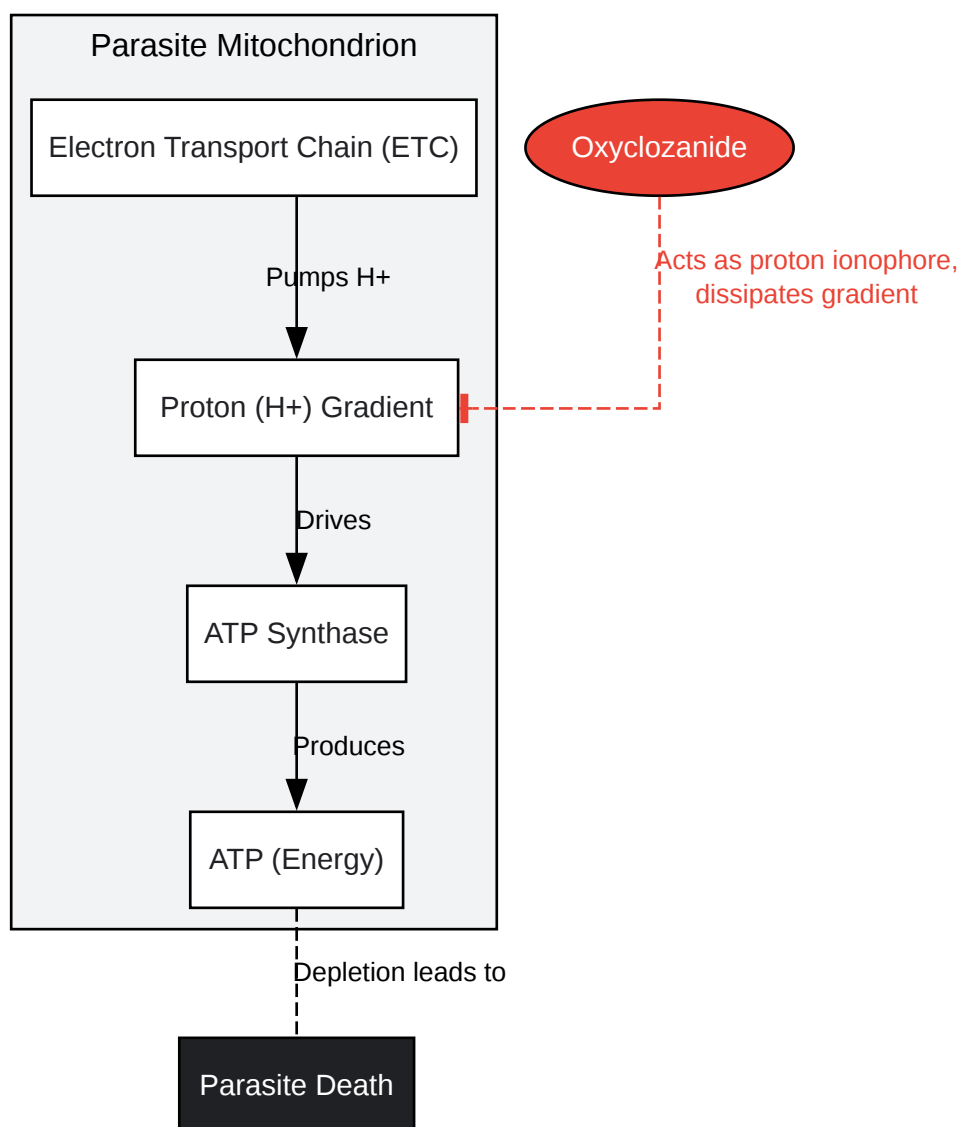 Parasite Mitochondrion
Electron Transport Chain (ETC)
Oxyclozanide
Pumps H+
Acts as proton ionophore,
dissipates gradient
Proton (H+) Gradient
Drives
ATP Synthase
Produces
ATP (Energy)
Depletion leads to
Parasite Death